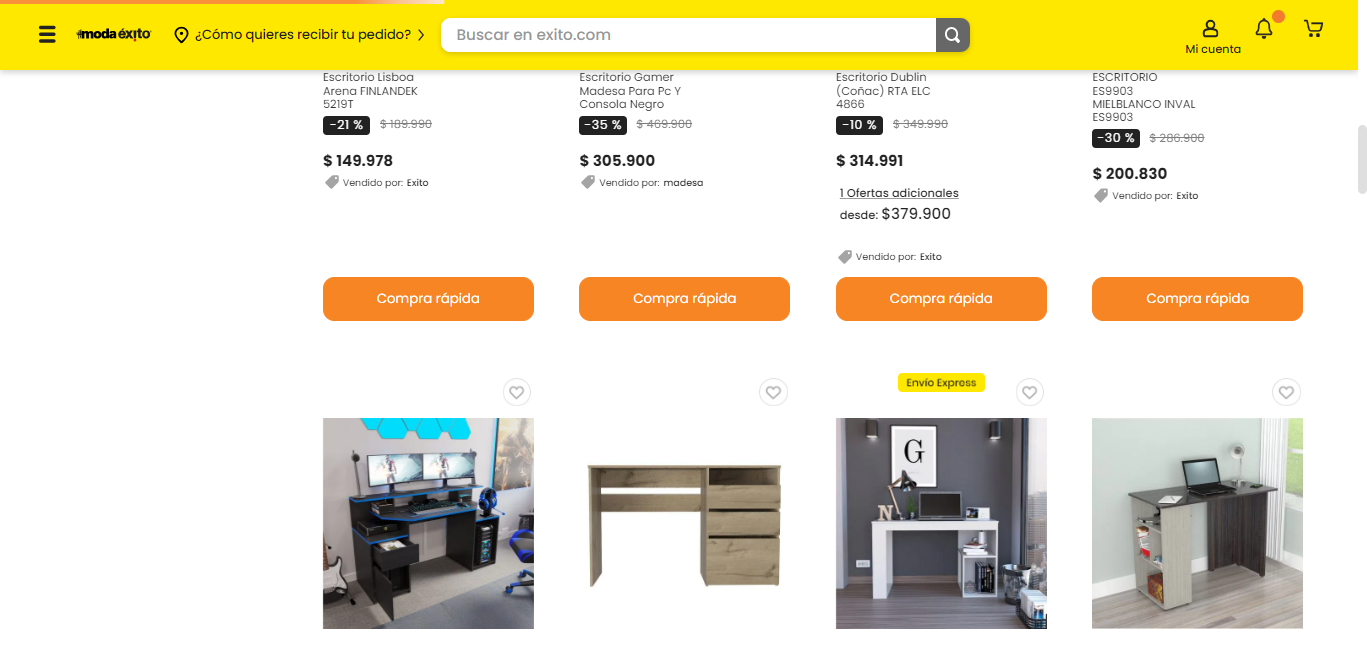 moda éxito
¿Cómo quieres recibir tu pedido?
Buscar en exito.com
Mi cuenta
Escritorio Lisboa
Arena FINLANDEK
5219T
-21 %
$ 189.990
$ 149.978
Vendido por: Exito
Compra rápida
Escritorio Gamer
Madesa Para Pc Y
Consola Negro
-35 %
$ 469.900
$ 305.900
Vendido por: madesa
Compra rápida
Escritorio Dublin
(Coñac) RTA ELC
4866
-10 %
$ 349.990
$ 314.991
1 Ofertas adicionales
desde: $379.900
Vendido por: Exito
Compra rápida
ESCRITORIO
ES9903
MIELBLANCO INVAL
ES9903
-30 %
$ 286.900
$ 200.830
Vendido por: Exito
Compra rápida
Envío Express
G
N